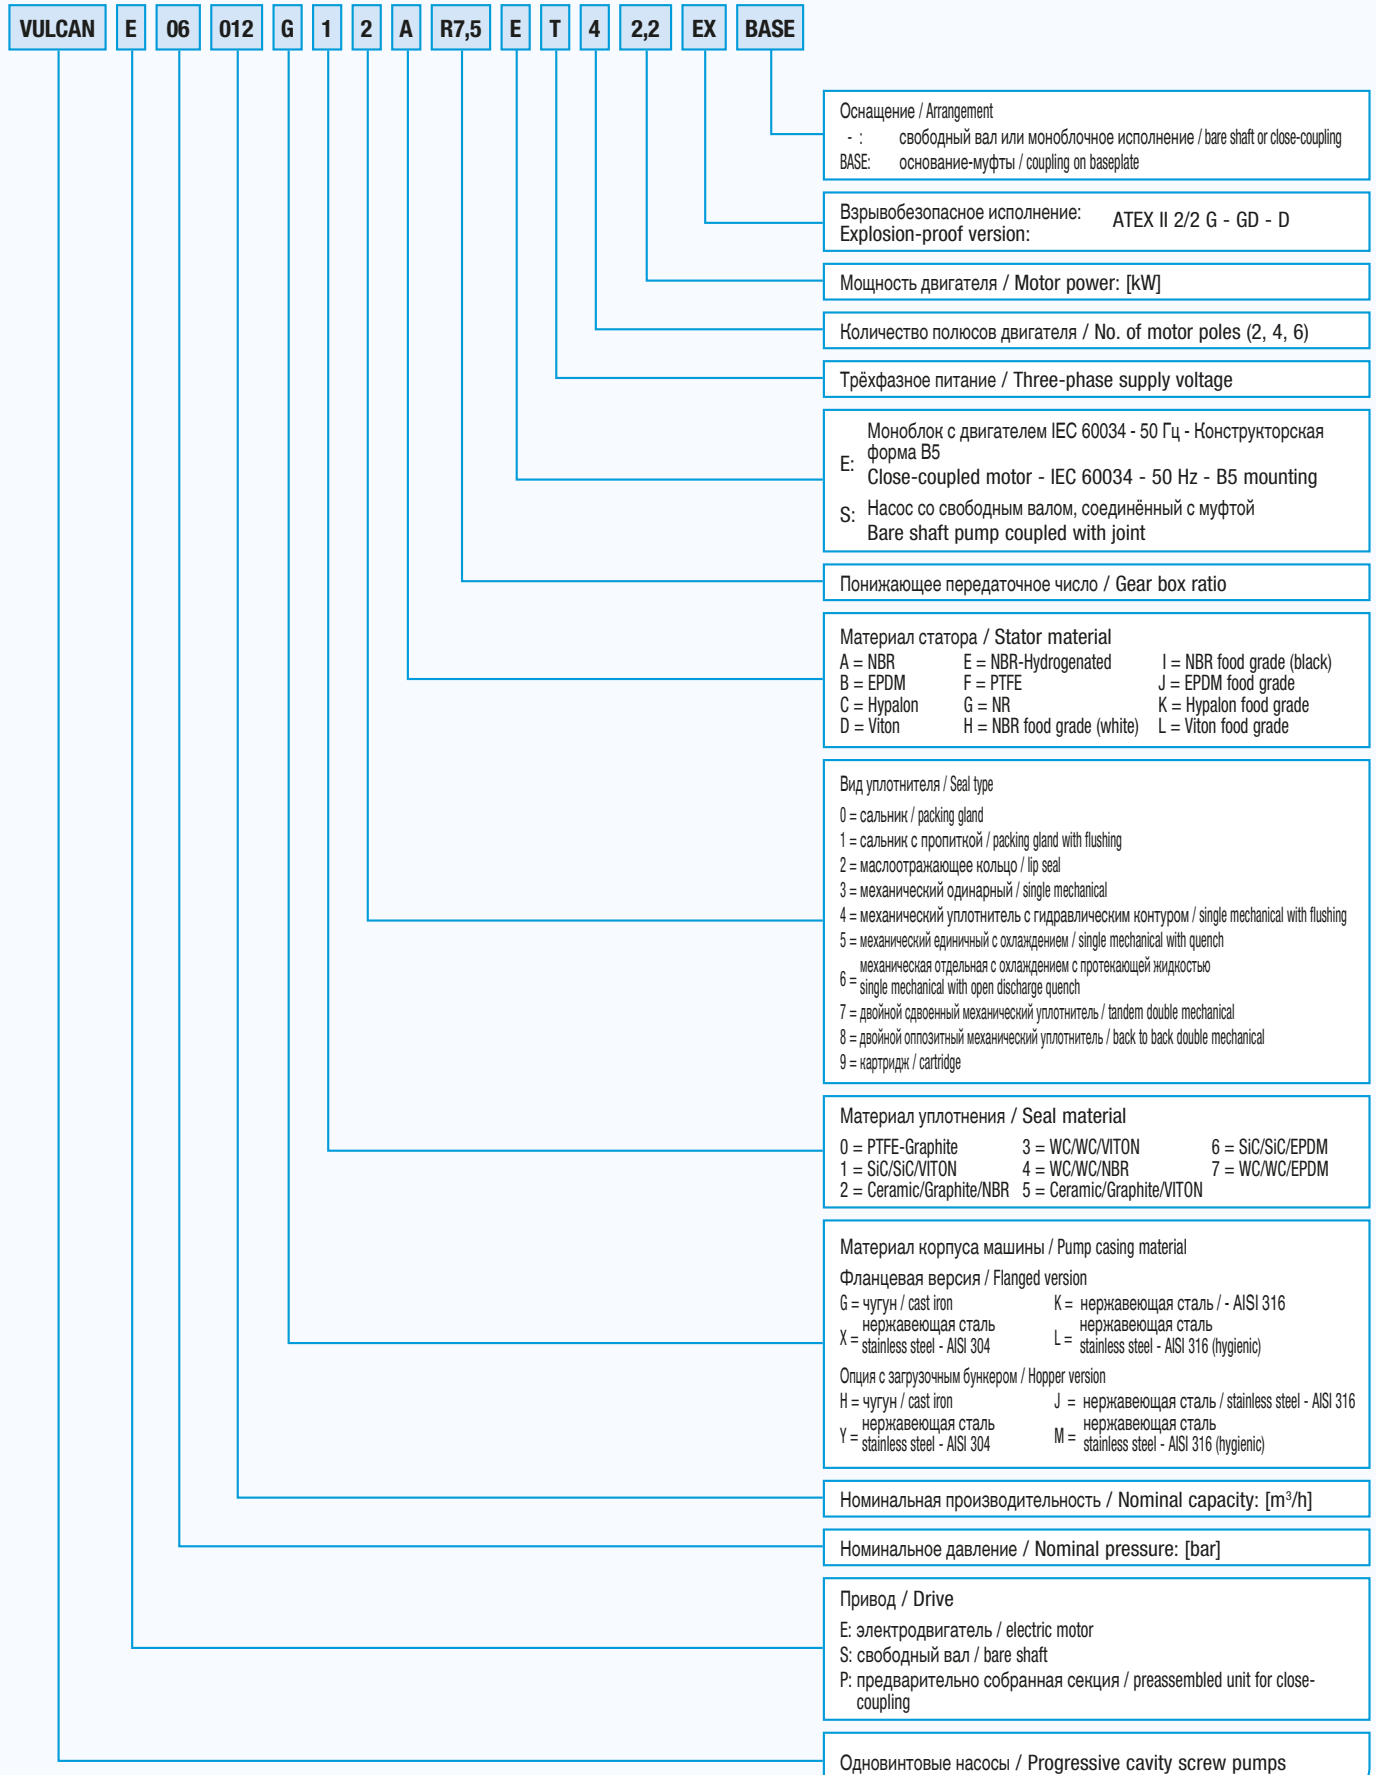 VULCAN E 06 012 G 1 2 A R7,5 E T 4 2,2 EX BASE
Оснащение / Arrangement
- : свободный вал или моноблочное исполнение / bare shaft or close-coupling
BASE: основание-муфты / coupling on baseplate
Взрывобезопасное исполнение: ATEX II 2/2 G - GD - D
Explosion-proof version:
Мощность двигателя / Motor power: [kW]
Количество полюсов двигателя / No. of motor poles (2, 4, 6)
Трёхфазное питание / Three-phase supply voltage
Моноблок с двигателем IEC 60034 - 50 Гц - Конструкторская
форма B5
E:
Close-coupled motor - IEC 60034 - 50 Hz - B5 mounting
S: Насос со свободным валом, соединённый с муфтой
Bare shaft pump coupled with joint
Понижающее передаточное число / Gear box ratio
Материал статора / Stator material
A = NBR E = NBR-Hydrogenated I = NBR food grade (black)
B = EPDM F = PTFE J = EPDM food grade
C = Hypalon G = NR K = Hypalon food grade
D = Viton H = NBR food grade (white) L = Viton food grade
Вид уплотнителя / Seal type
0 = сальник / packing gland
1 = сальник с пропиткой / packing gland with flushing
2 = маслоотражающее кольцо / lip seal
3 = механический одинарный / single mechanical
4 = механический уплотнитель с гидравлическим контуром / single mechanical with flushing
5 = механический единичный с охлаждением / single mechanical with quench
механическая отдельная с охлаждением с протекающей жидкостью
6 =
single mechanical with open discharge quench
7 = двойной сдвоенный механический уплотнитель / tandem double mechanical
8 = двойной оппозитный механический уплотнитель / back to back double mechanical
9 = картридж / cartridge
Материал уплотнения / Seal material
0 = PTFE-Graphite 3 = WC/WC/VITON 6 = SiC/SiC/EPDM
1 = SiC/SiC/VITON 4 = WC/WC/NBR 7 = WC/WC/EPDM
2 = Ceramic/Graphite/NBR 5 = Ceramic/Graphite/VITON
Материал корпуса машины / Pump casing material
Фланцевая версия / Flanged version
G = чугун / cast iron K = нержавеющая сталь / - AISI 316
нержавеющая сталь нержавеющая сталь
X = L =
stainless steel - AISI 304 stainless steel - AISI 316 (hygienic)
Опция с загрузочным бункером / Hopper version
H = чугун / cast iron J = нержавеющая сталь / stainless steel - AISI 316
нержавеющая сталь нержавеющая сталь
Y = M =
stainless steel - AISI 304 stainless steel - AISI 316 (hygienic)
Номинальная производительность / Nominal capacity: [m³/h]
Номинальное давление / Nominal pressure: [bar]
Привод / Drive
E: электродвигатель / electric motor
S: свободный вал / bare shaft
P: предварительно собранная секция / preassembled unit for close-
coupling
Одновинтовые насосы / Progressive cavity screw pumps